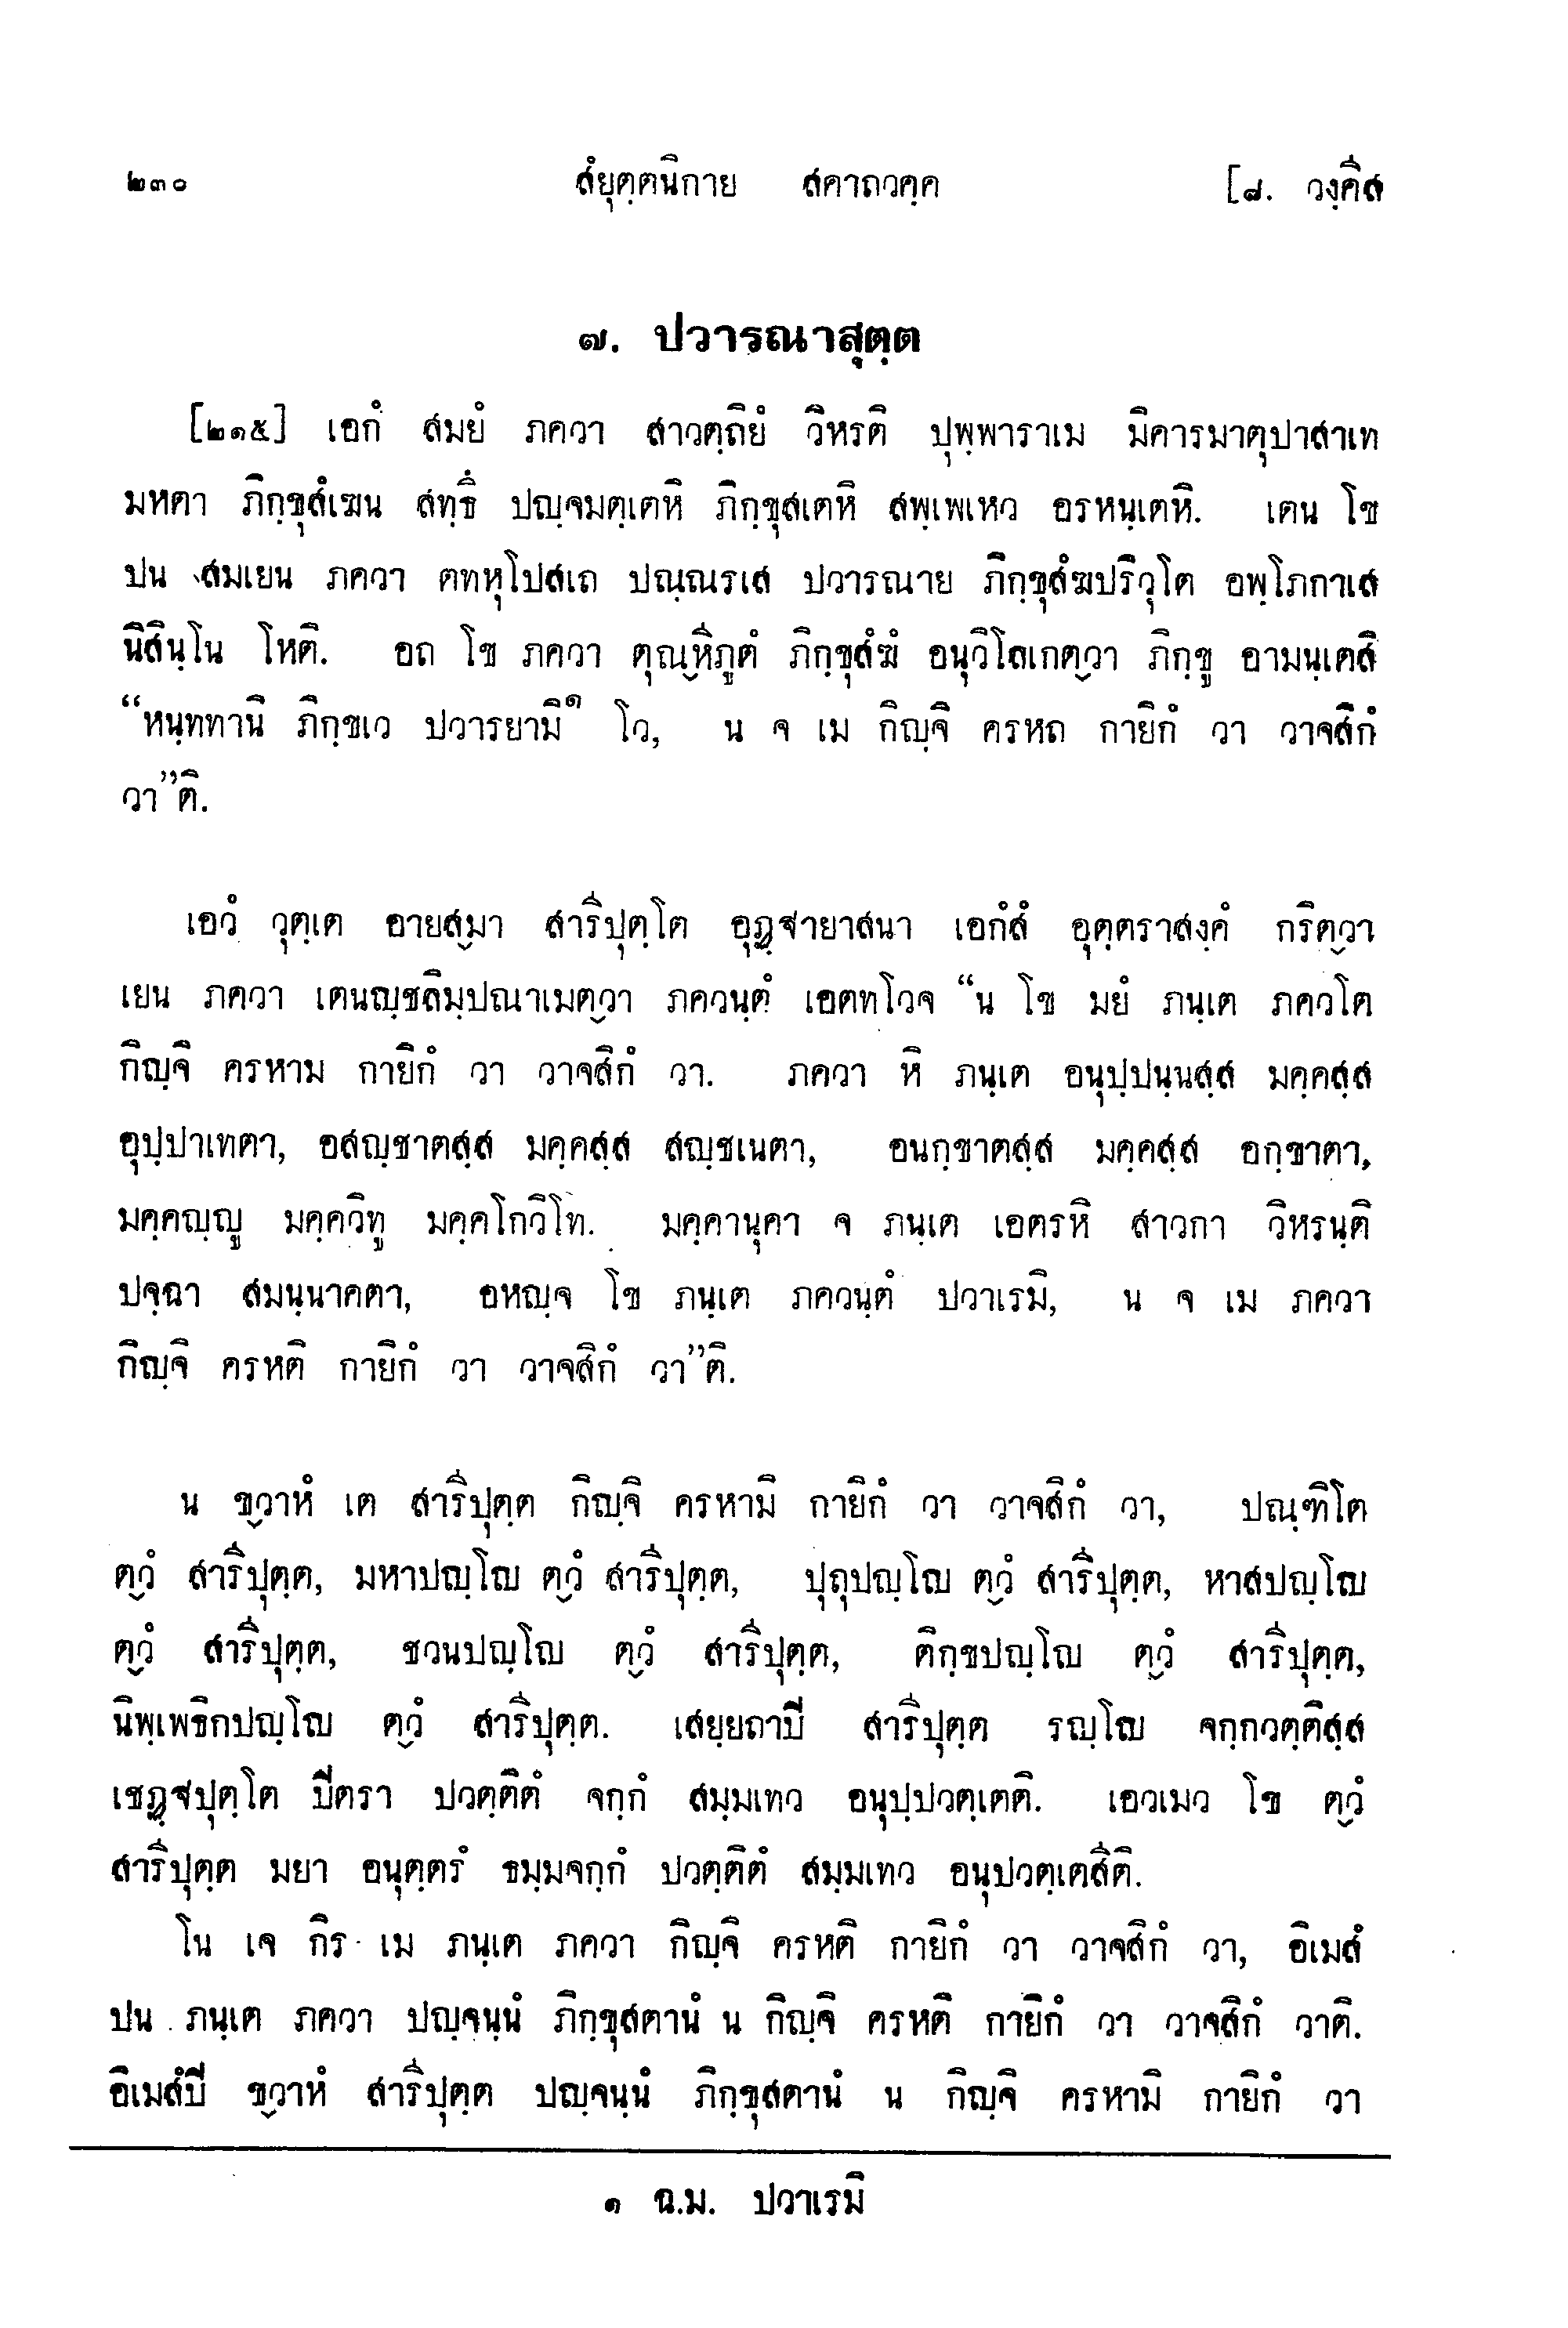 ๒๓๐ สํยุตฺตนิกาย สคาถวคฺค [๘. วงฺคีส
๗. ปวารณาสุตฺต
[๒๑๕] เอกํ สมยํ ภควา สาวตฺถิยํ วิหรติ ปุพฺพาราเม มิคารมาตุปาสาเท
มหตา ภิกฺขุสํเฆน สทฺธึ ปญฺจมตฺเตหิ ภิกฺขุสเตหิ สพฺเพเหว อรหนฺเตหิ. เตน โข
ปน สมเยน ภควา ตทหุโปสเถ ปณฺณรเส ปวารณาย ภิกฺขุสํฆปริวุโต อพฺโภกาเส
นิสินฺโน โหติ. อถ โข ภควา ตุณฺหีภูตํ ภิกฺขุสํฆํ อนุวิโลเกตฺวา ภิกฺขู อามนฺเตสิ
“หนฺททานิ ภิกฺขเว ปวารยามิ๑ โว, น จ เม กิญฺจิ ครหถ กายิกํ วา วาจสิกํ
วา”ติ.
เอวํ วุตฺเต อายสฺมา สารีปุตฺโต อุฏฺฐายาสนา เอกํสํ อุตฺตราสงฺคํ กริตฺวา
เยน ภควา เตนญฺชลิมฺปณาเมตฺวา ภควนฺตํ เอตทโวจ “น โข มยํ ภนฺเต ภควโต
กิญฺจิ ครหาม กายิกํ วา วาจสิกํ วา. ภควา หิ ภนฺเต อนุปฺปนฺนสฺส มคฺคสฺส
อุปฺปาเทตา, อสญฺชาตสฺส มคฺคสฺส สญฺชเนตา, อนกฺขาตสฺส มคฺคสฺส อกฺขาตา,
มคฺคญฺญู มคฺควิทู มคฺคโกวิโท. มคฺคานุคา จ ภนฺเต เอตรหิ สาวกา วิหรนฺติ
ปจฺฉา สมนฺนาคตา, อหญฺจ โข ภนฺเต ภควนฺตํ ปวาเรมิ, น จ เม ภควา
กิญฺจิ ครหติ กายิกํ วา วาจสิกํ วา”ติ.
น ขฺวาหํ เต สารีปุตฺต กิญฺจิ ครหามิ กายิกํ วา วาจสิกํ วา, ปณฺฑิโต
ตฺวํ สารีปุตฺต, มหาปญฺโญ ตฺวํ สารีปุตฺต, ปุถุปญฺโญ ตฺวํ สารีปุตฺต, หาสปญฺโญ
ตฺวํ สารีปุตฺต, ชวนปญฺโญ ตฺวํ สารีปุตฺต, ติกฺขปญฺโญ ตฺวํ สารีปุตฺต,
นิพฺเพธิกปญฺโญ ตฺวํ สารีปุตฺต. เสยฺยถาปิ สารีปุตฺต รญฺโญ จกฺกวตฺติสฺส
เชฏฺฐปุตฺโต ปิตรา ปวตฺติตํ จกฺกํ สมฺมเทว อนุปฺปวตฺเตติ. เอวเมว โข ตฺวํ
สารีปุตฺต มยา อนุตฺตรํ ธมฺมจกฺกํ ปวตฺติตํ สมฺมเทว อนุปวตฺเตสีติ.
โน เจ กิร เม ภนฺเต ภควา กิญฺจิ ครหติ กายิกํ วา วาจสิกํ วา, อิเมสํ
ปน ภนฺเต ภควา ปญฺจนฺนํ ภิกฺขุสตานํ น กิญฺจิ ครหติ กายิกํ วา วาจสิกํ วาติ.
อิเมสํปิ ขฺวาหํ สารีปุตฺต ปญฺจนฺนํ ภิกฺขุสตานํ น กิญฺจิ ครหามิ กายิกํ วา
๑ ฉ.ม. ปวาเรมิ